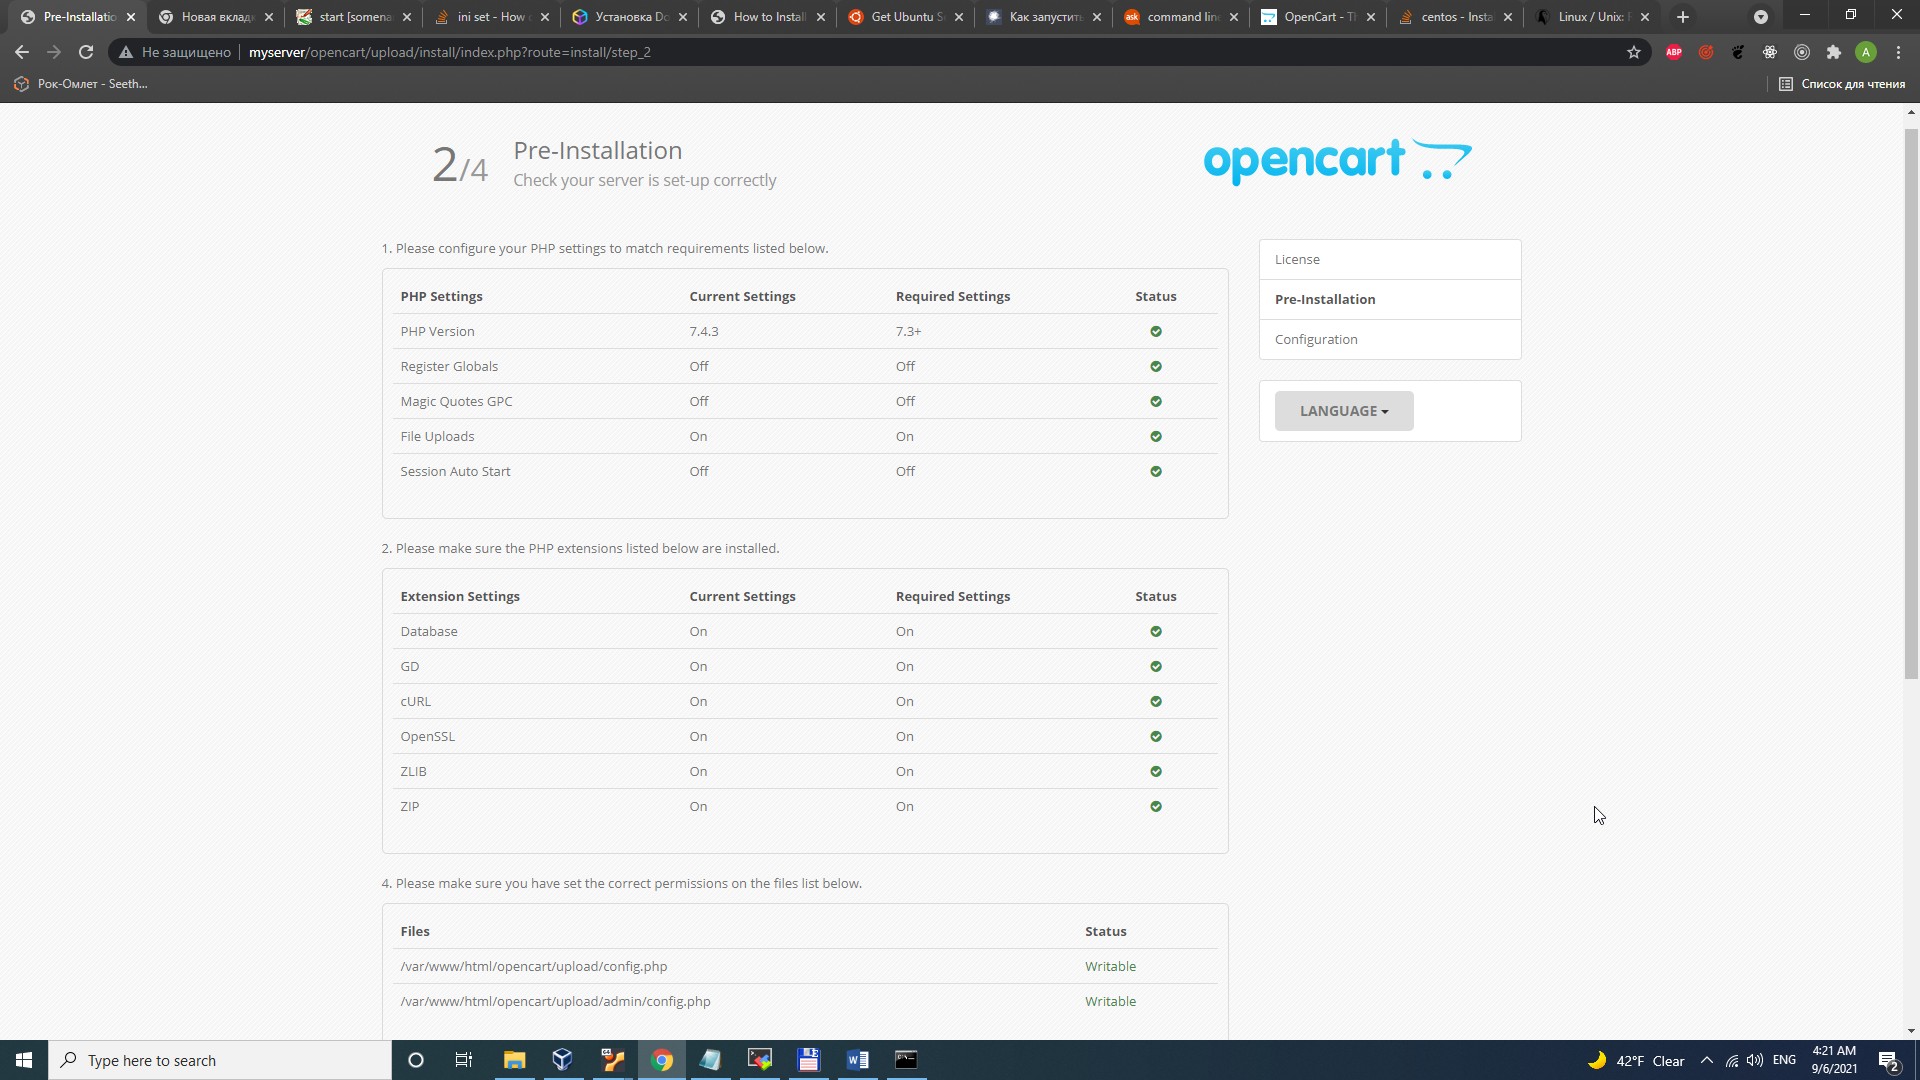 Pre-Installatio
Новая вклад
start [somena
ini set - How
Установка Do
How to Install
Get Ubuntu S
Как запустить
command line
OpenCart - Th
centos - Insta
Linux / Unix:
Не защищено
myserver/opencart/upload/install/index.php?route=install/step_2
ABP
A
Рок-Омлет - Seeth...
Список для чтения
2/4
Pre-Installation
Check your server is set-up correctly
opencart
1. Please configure your PHP settings to match requirements listed below.
PHP Settings Current Settings Required Settings Status
PHP Version 7.4.3 7.3+
Register Globals Off Off
Magic Quotes GPC Off Off
File Uploads On On
Session Auto Start Off Off
License
Pre-Installation
Configuration
LANGUAGE
2. Please make sure the PHP extensions listed below are installed.
Extension Settings Current Settings Required Settings Status
Database On On
GD On On
cURL On On
OpenSSL On On
ZLIB On On
ZIP On On
4. Please make sure you have set the correct permissions on the files list below.
Files Status
/var/www/html/opencart/upload/config.php Writable
/var/www/html/opencart/upload/admin/config.php Writable
Type here to search
42°F Clear
ENG
4:21 AM
9/6/2021
2